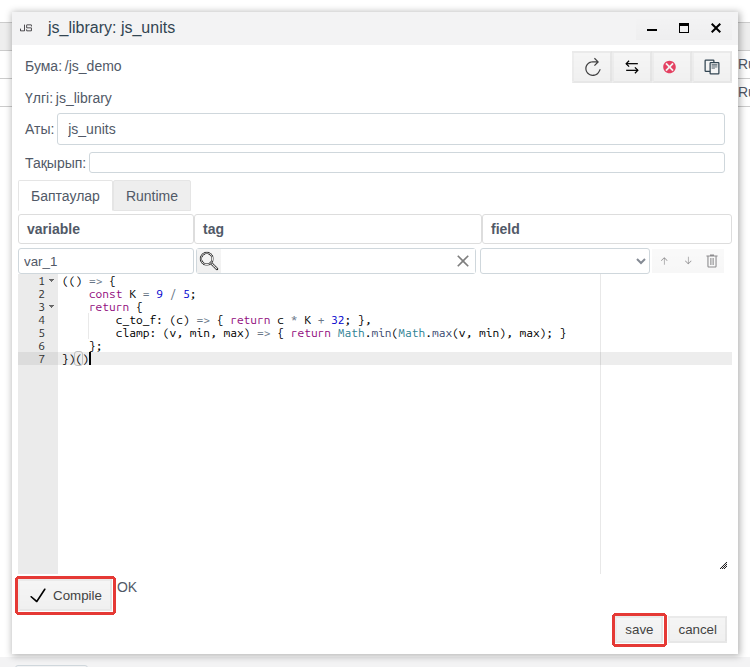 JS js_library: js_units
Бума: /js_demo
Ru
Үлгі: js_library
Ru
Аты: js_units
Тақырып:
Баптаулар Runtime
variable tag field
var_1
1 (() => {
2 const K = 9 / 5;
3 return {
4 c_to_f: (c) => { return c * K + 32; },
5 clamp: (v, min, max) => { return Math.min(Math.max(v, min), max); }
6 };
7 })()
Compile OK
save cancel